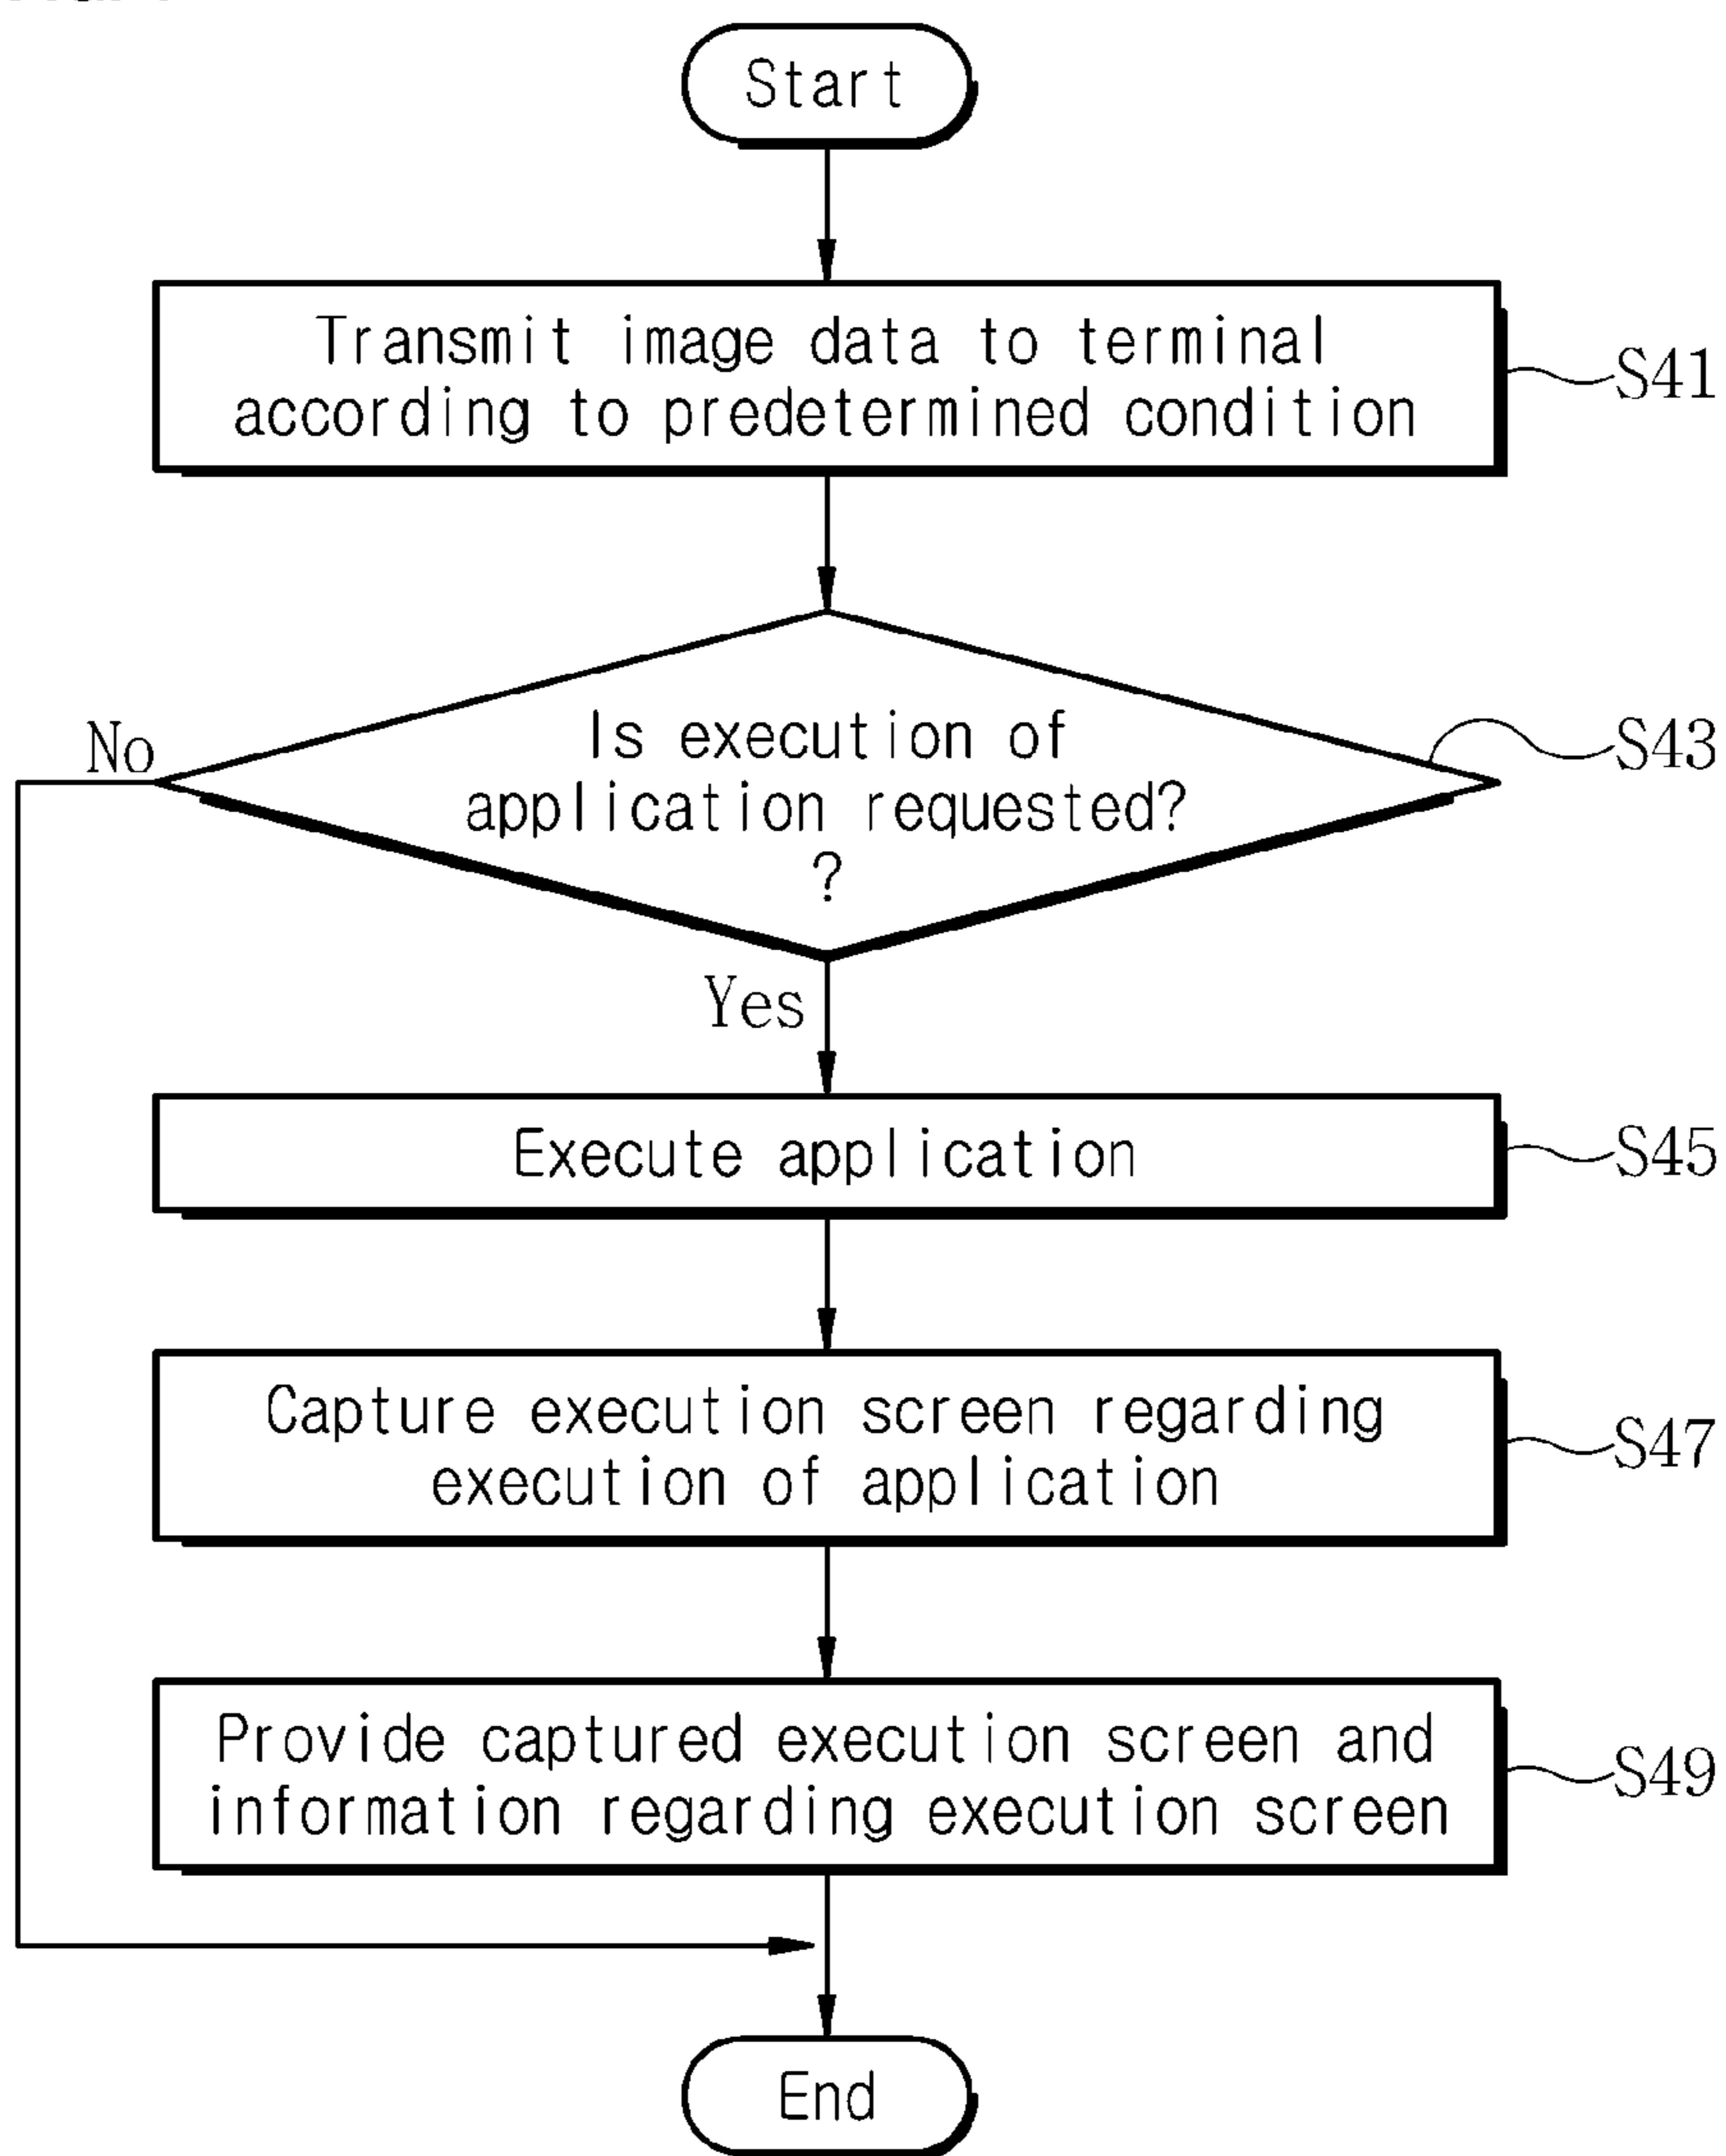 Start
Transmit image data to terminal
according to predetermined condition
S41
No
Is execution of
application requested?
?
S43
Yes
Execute application
S45
Capture execution screen regarding
execution of application
S47
Provide captured execution screen and
information regarding execution screen
S49
End